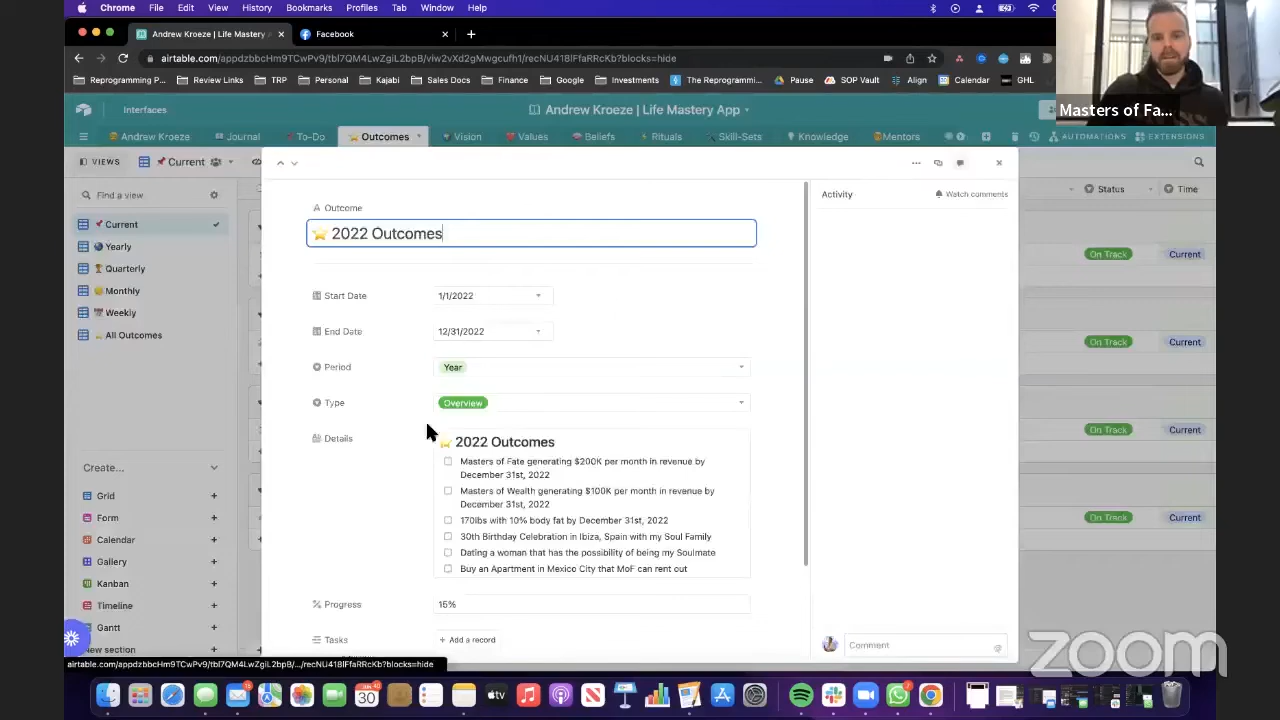 Chrome File Edit View History Bookmarks Profiles Tab Window Help
Andrew Kroeze | Life Mastery
Facebook
airtable.com/appdzbbcHm9TCwPv9/tbl7QM4LwZgiL2bpB/viw2vXd2gMwgcufh1/recNU418IFfaRRcKb?blocks=hide
Reprogramming P... Review Links TRP Personal Kajabi Sales Docs Finance Google Investments The Reprogrammi... Pause SOP Vault Calendar GHL
Masters of Fa...
Interfaces
Andrew Kroeze | Life Mastery App
Andrew Kroeze Journal To-Do Outcomes Vision Values Beliefs Rituals Skill-Sets Knowledge Mentors AUTOMATIONS EXTENSIONS
VIEWS Current
Find a view
Current
Yearly
Quarterly
Monthly
Weekly
All Outcomes
Create...
Grid
Form
Calendar
Gallery
Kanban
Timeline
Gantt
New section
Outcome
⭐ 2022 Outcomes
Start Date 1/1/2022
End Date 12/31/2022
Period Year
Type Overview
Details
⭐ 2022 Outcomes
Masters of Fate generating $200K per month in revenue by
December 31st, 2022
Masters of Wealth generating $100K per month in revenue by
December 31st, 2022
170lbs with 10% body fat by December 31st, 2022
30th Birthday Celebration in Ibiza, Spain with my Soul Family
Dating a woman that has the possibility of being my Soulmate
Buy an Apartment in Mexico City that MoF can rent out
Progress 15%
Tasks + Add a record
Activity Watch comments
Comment
Status Time
On Track Current
On Track Current
On Track Current
On Track Current
airtable.com/appdzbbcHm9TCwPv9/tbl7QM4LwZgiL2bpB/.../recNU418IFfaRRcKb?blocks=hide
zoom